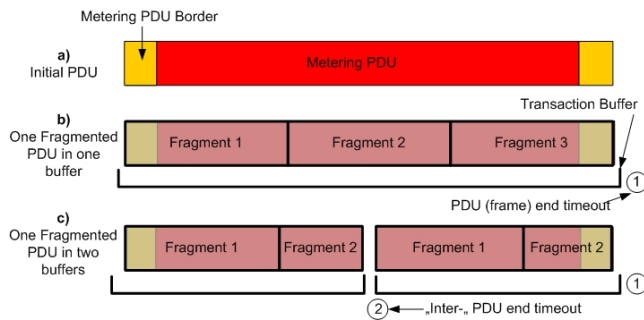 Metering PDU Border
a)
Initial PDU
Metering PDU
Transaction Buffer
b)
One Fragmented
PDU in one
buffer
Fragment 1
Fragment 2
Fragment 3
1
PDU (frame) end timeout
c)
One Fragmented
PDU in two
buffers
Fragment 1
Fragment 2
Fragment 1
Fragment 2
1
2
„Inter-„ PDU end timeout